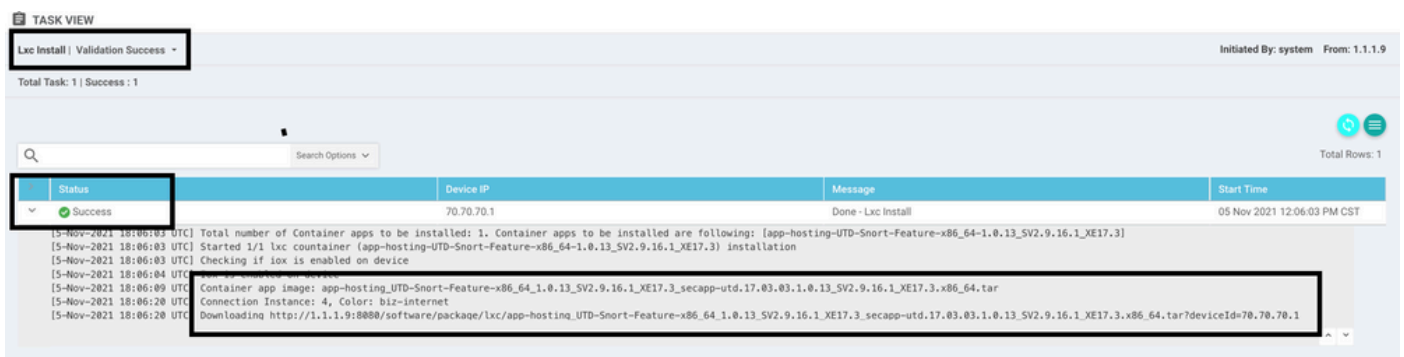 TASK VIEW
Lxc Install | Validation Success
Initiated By: system From: 1.1.1.9
Total Task: 1 | Success : 1
Search Options
Total Rows: 1
Status Device IP Message Start Time
Success 70.70.70.1 Done - Lxc Install 05 Nov 2021 12:06:03 PM CST
[5-Nov-2021 18:06:03 UTC] Total number of Container apps to be installed: 1. Container apps to be installed are following: [app-hosting-UTD-Snort-Feature-x86_64-1.0.13_SV2.9.16.1_XE17.3]
[5-Nov-2021 18:06:03 UTC] Started 1/1 lxc countainer (app-hosting-UTD-Snort-Feature-x86_64-1.0.13_SV2.9.16.1_XE17.3) installation
[5-Nov-2021 18:06:03 UTC] Checking if iox is enabled on device
[5-Nov-2021 18:06:04 UTC] Iox is enabled on device
[5-Nov-2021 18:06:09 UTC] Container app image: app-hosting_UTD-Snort-Feature-x86_64_1.0.13_SV2.9.16.1_XE17.3_secapp-utd.17.03.03.1.0.13_SV2.9.16.1_XE17.3.x86_64.tar
[5-Nov-2021 18:06:20 UTC] Connection Instance: 4, Color: biz-internet
[5-Nov-2021 18:06:20 UTC] Downloading http://1.1.1.9:8080/software/package/lxc/app-hosting_UTD-Snort-Feature-x86_64_1.0.13_SV2.9.16.1_XE17.3_secapp-utd.17.03.03.1.0.13_SV2.9.16.1_XE17.3.x86_64.tar?deviceId=70.70.70.1